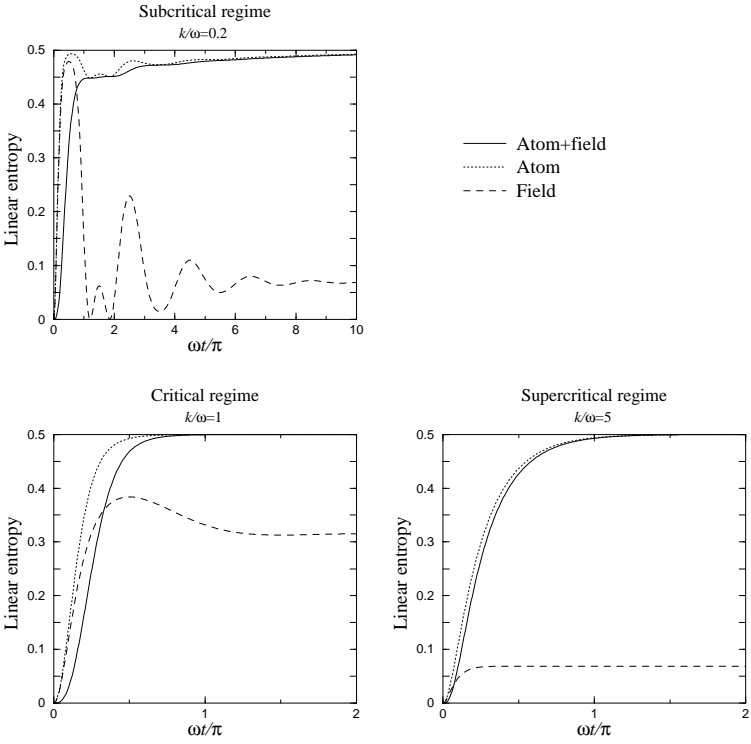 Subcritical regime
k/ω=0.2
0.5
0.4
0.3
0.2
0.1
0
Linear entropy
0 2 4 6 8 10
ωt/π
Atom+field
Atom
Field
Critical regime
k/ω=1
0.5
0.4
0.3
0.2
0.1
0
Linear entropy
0 1 2
ωt/π
Supercritical regime
k/ω=5
0.5
0.4
0.3
0.2
0.1
0
Linear entropy
0 1 2
ωt/π